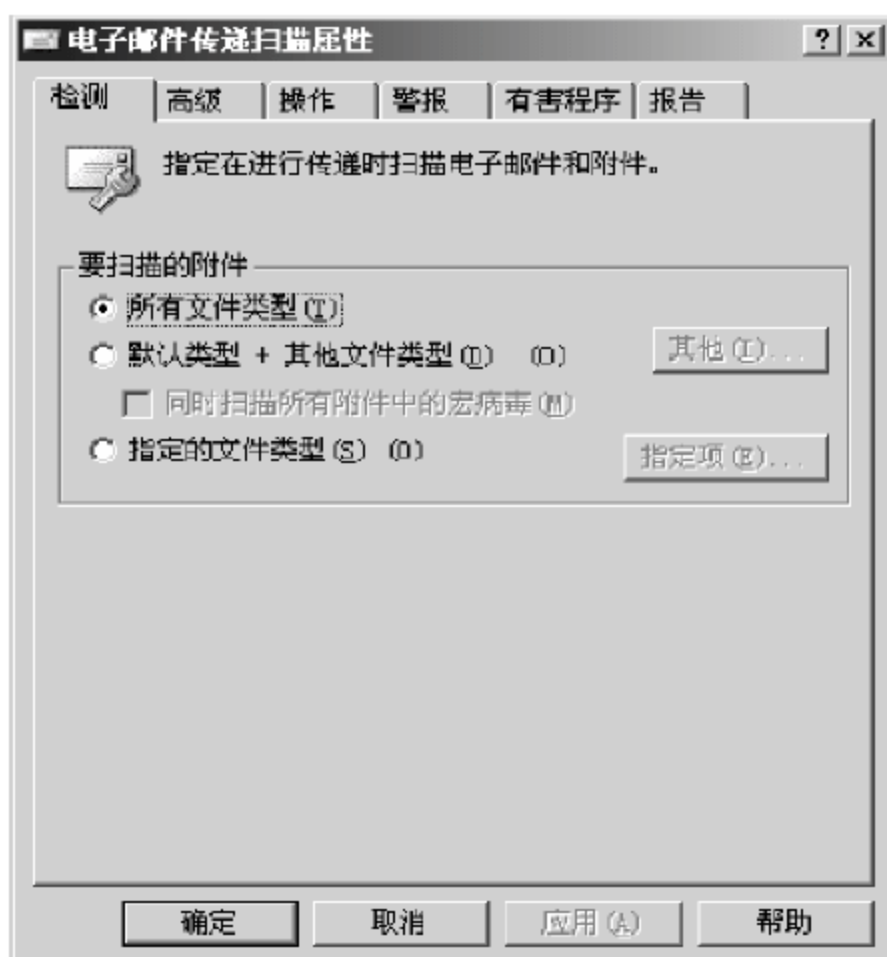 电子邮件传递扫描属性
检测 高级 操作 警报 有害程序 报告
指定在进行传递时扫描电子邮件和附件。
要扫描的附件
所有文件类型(T)
默认类型 + 其他文件类型(D) (0) 其他(I)...
同时扫描所有附件中的宏病毒(M)
指定的文件类型(S) (0) 指定项(E)...
确定 取消 应用(A) 帮助